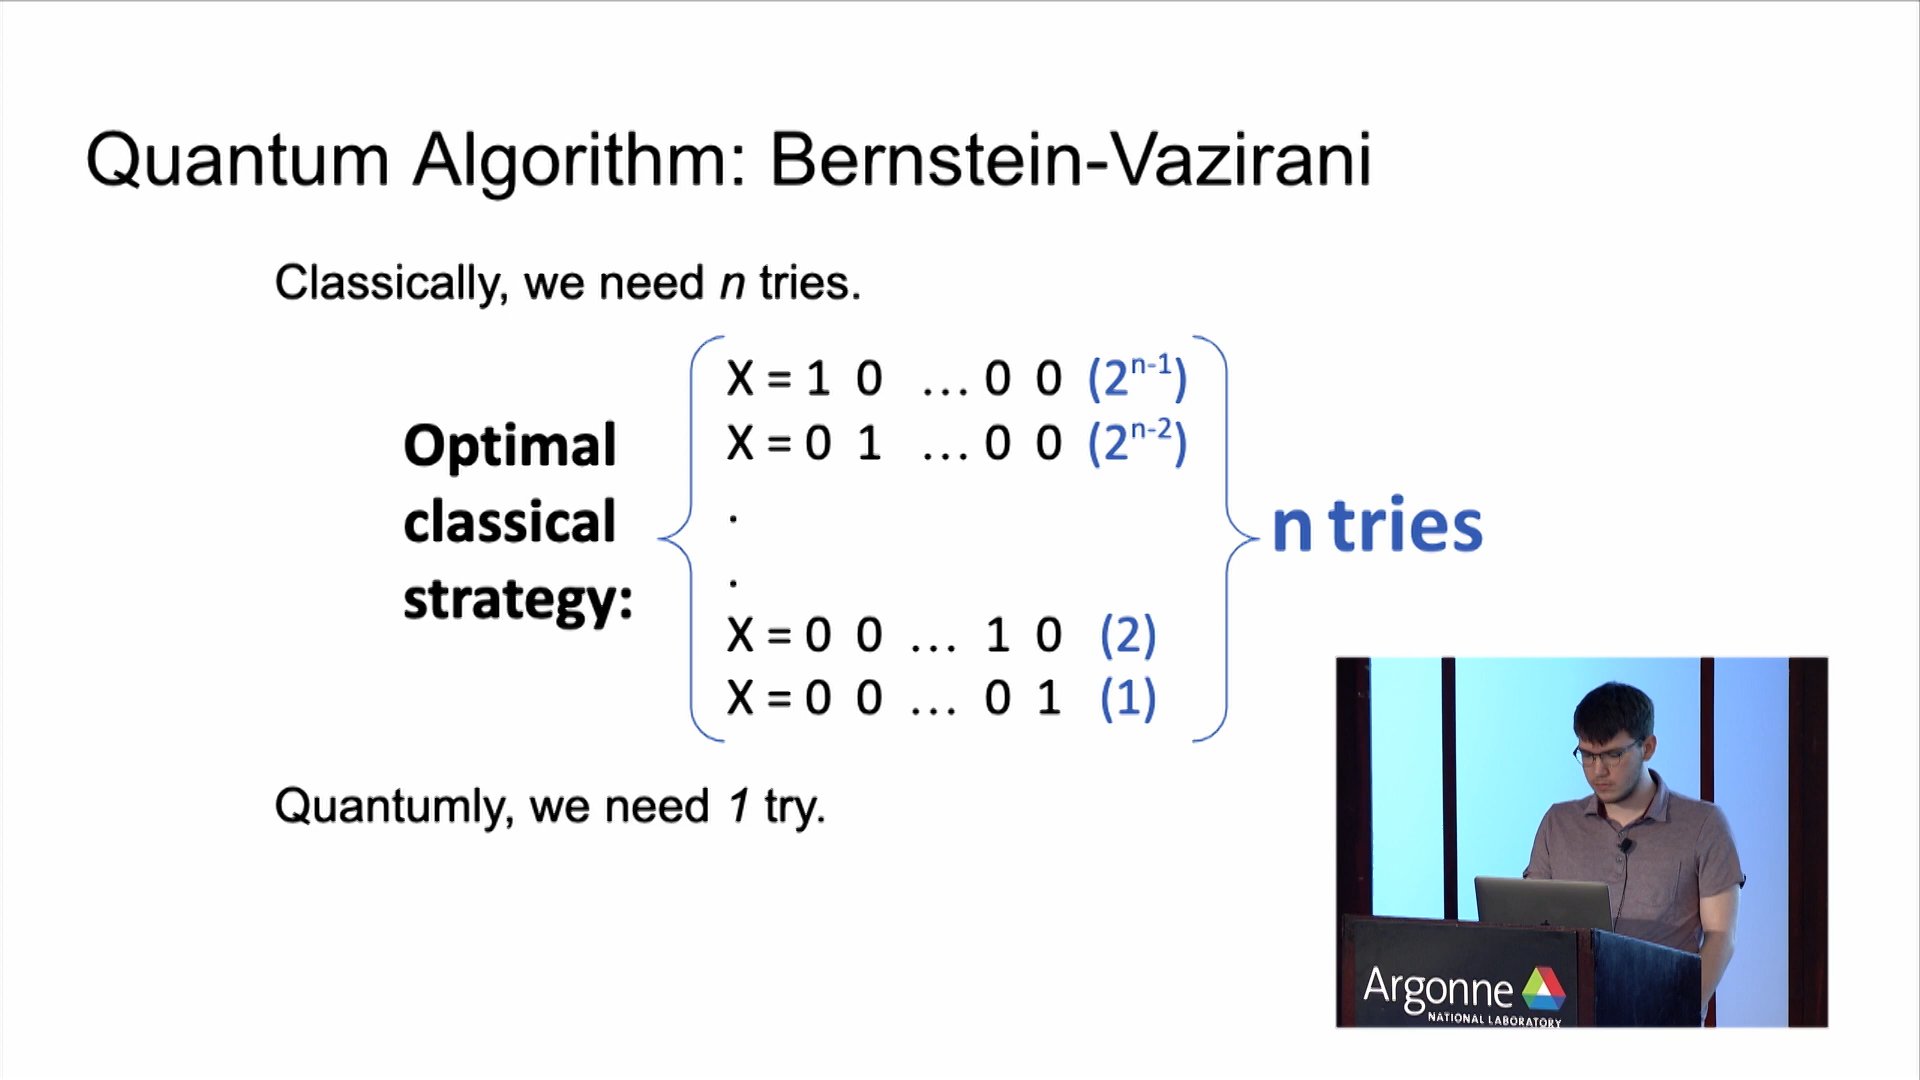 Quantum Algorithm: Bernstein-Vazirani
Classically, we need n tries.
Optimal
classical
strategy:
X = 1 0 ... 0 0 (2^{n-1})
X = 0 1 ... 0 0 (2^{n-2})
.
.
X = 0 0 ... 1 0 (2)
X = 0 0 ... 0 1 (1)
n tries
Quantumly, we need 1 try.
Argonne
NATIONAL LABORATORY